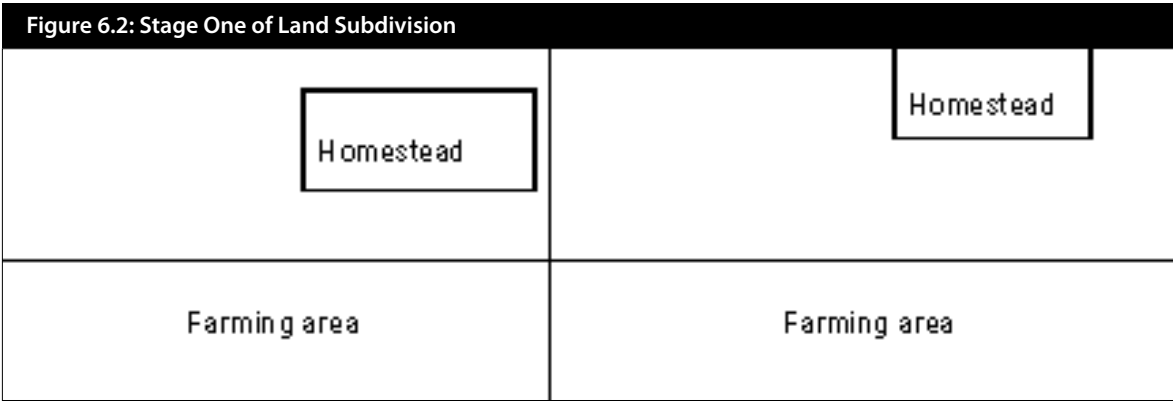 Figure 6.2: Stage One of Land Subdivision
Homestead
Homestead
Farming area
Farming area